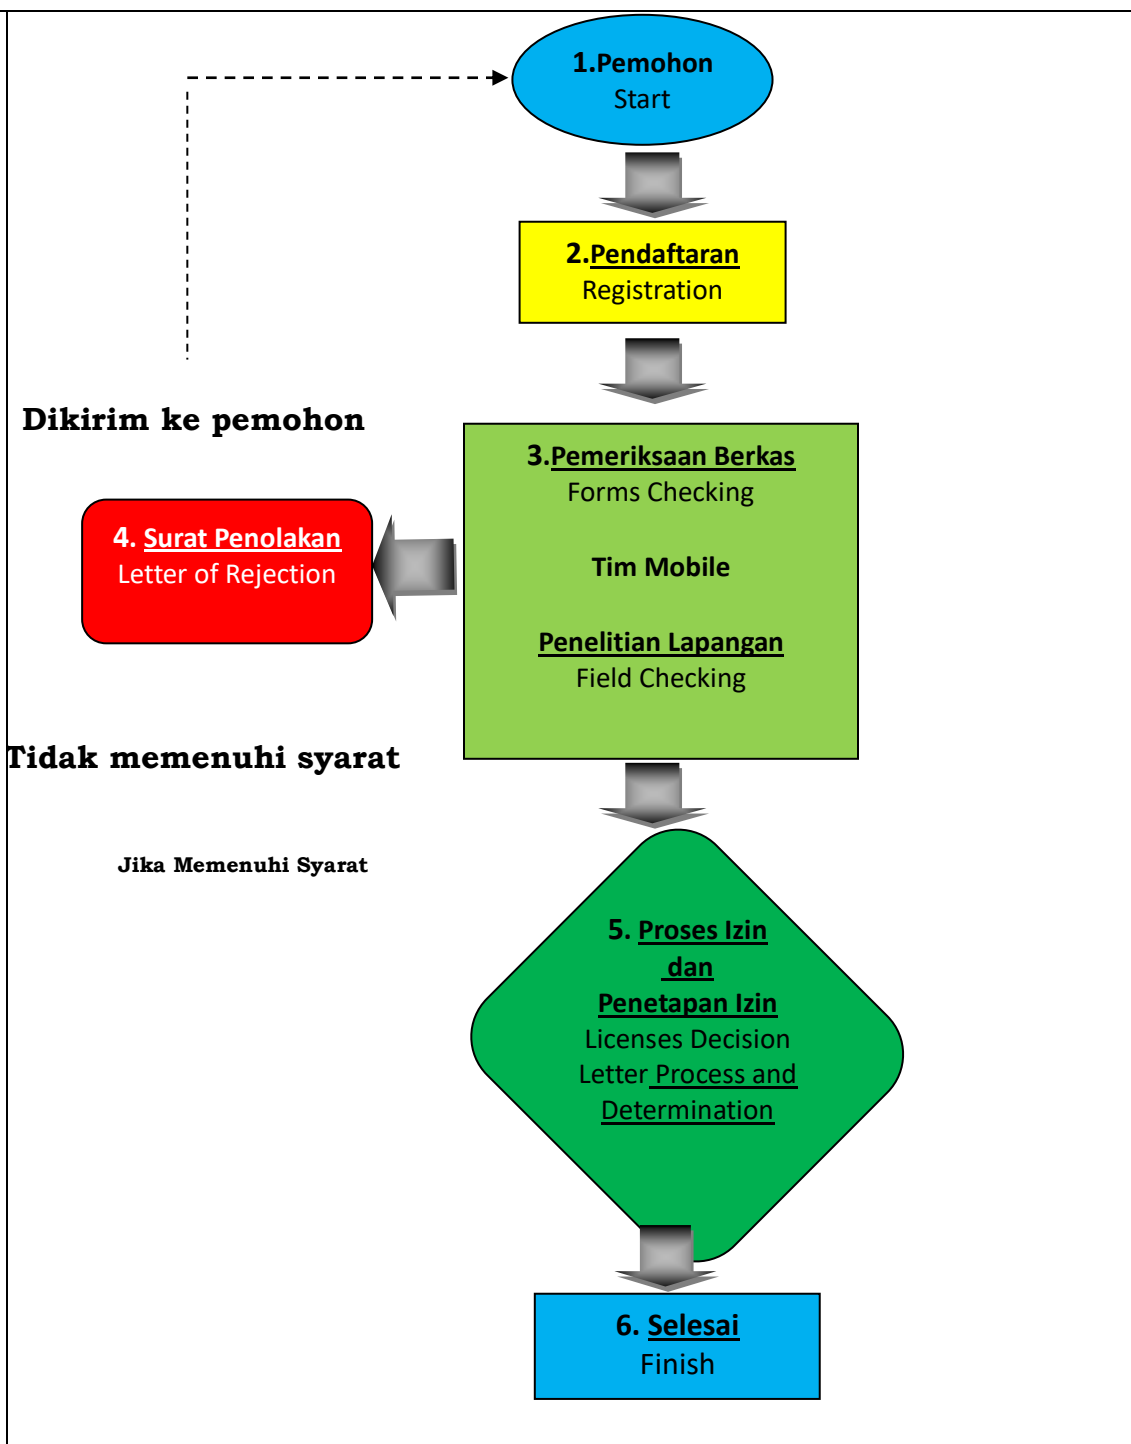 1.Pemohon
Start
2.Pendaftaran
Registration
Dikirim ke pemohon
3.Pemeriksaan Berkas
Forms Checking
Tim Mobile
Penelitian Lapangan
Field Checking
4. Surat Penolakan
Letter of Rejection
Tidak memenuhi syarat
Jika Memenuhi Syarat
5. Proses Izin
dan
Penetapan Izin
Licenses Decision
Letter Process and
Determination
6. Selesai
Finish